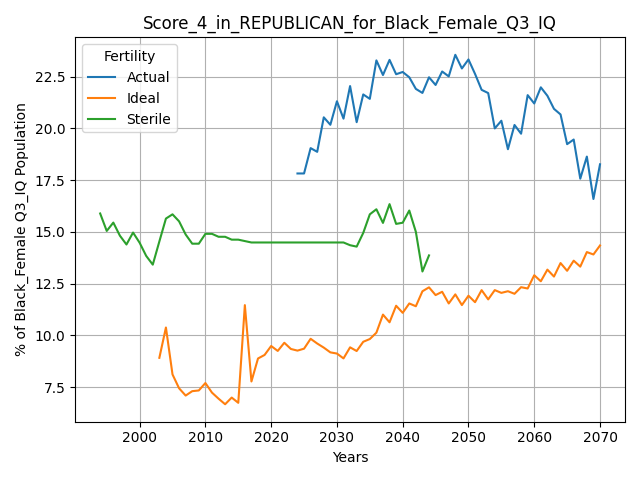 Score_4_in_REPUBLICAN_for_Black_Female_Q3_IQ
Fertility
Actual
Ideal
Sterile
% of Black_Female Q3_IQ Population
22.5
20.0
17.5
15.0
12.5
10.0
7.5
2000 2010 2020 2030 2040 2050 2060 2070
Years